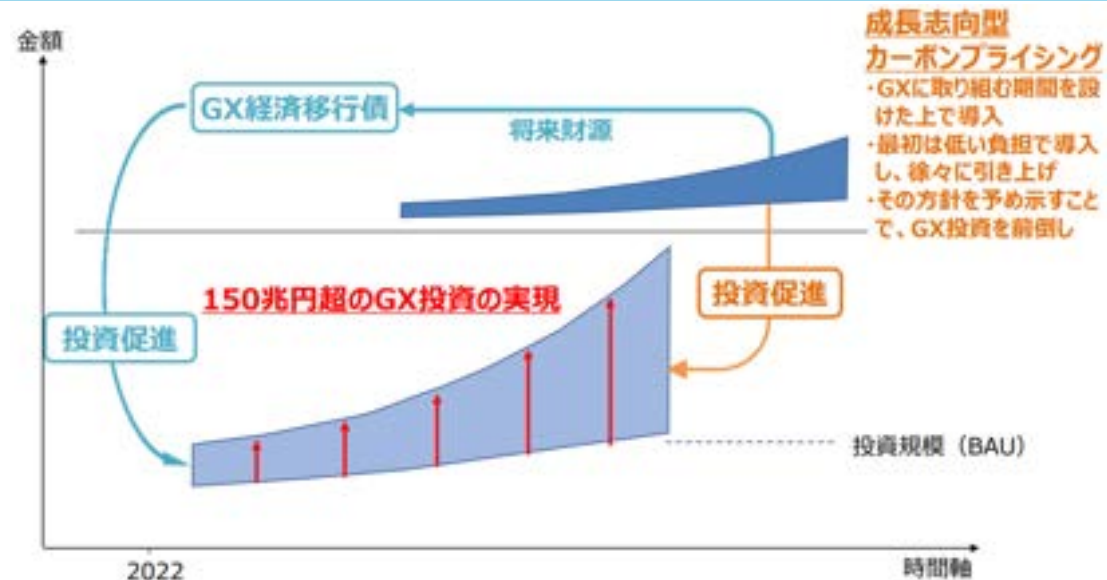 金額
成長志向型
カーボンプライシング
・GXに取り組む期間を設
けた上で導入
・最初は低い負担で導入
し、徐々に引き上げ
・その方針を予め示すこと
で、GX投資を前倒し
GX経済移行債
将来財源
150兆円超のGX投資の実現
投資促進
投資促進
投資規模（BAU）
2022
時間軸